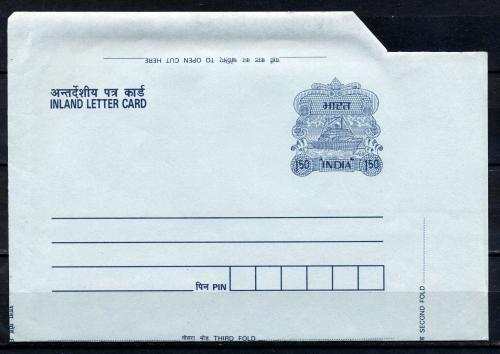 यहाँ काट कर खोलिए TO OPEN CUT HERE
अन्तर्देशीय पत्र कार्ड
INLAND LETTER CARD
भारत
150 "INDIA" 150
पिन PIN
SECOND FOLD
तीसरा मोड़ THIRD FOLD